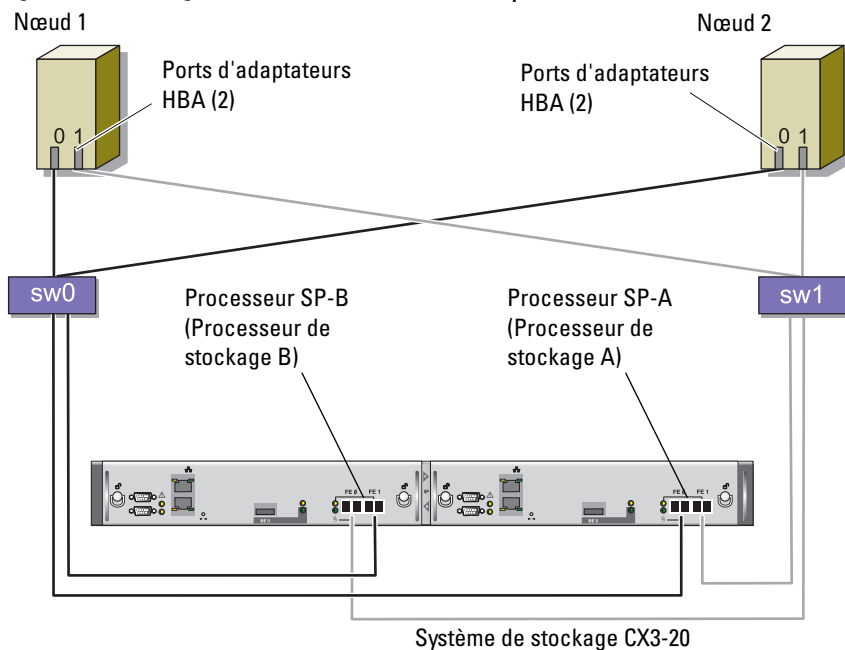 Nœud 1
Nœud 2
Ports d'adaptateurs
HBA (2)
Ports d'adaptateurs
HBA (2)
0 1
0 1
sw0
sw1
Processeur SP-B
(Processeur de
stockage B)
Processeur SP-A
(Processeur de
stockage A)
FE 0 FE 1
FE 0 FE 1
Système de stockage CX3-20